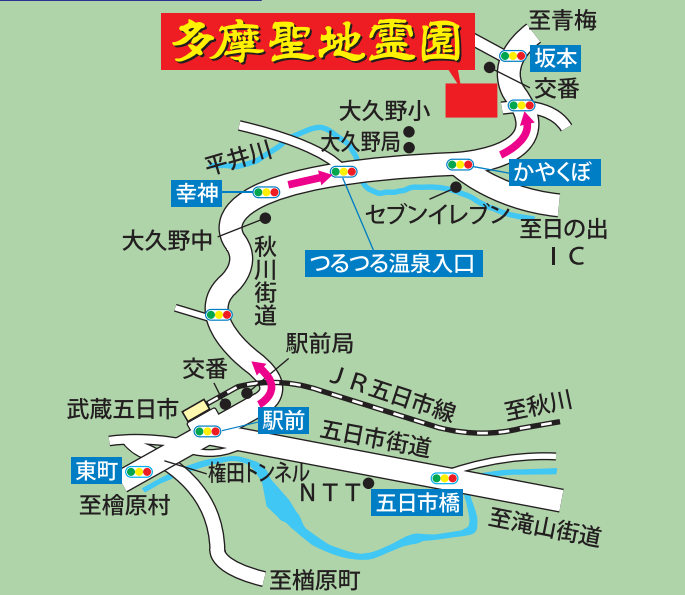 至青梅
多摩聖地霊園
坂本
交番
大久野小
大久野局
平井川
かやくぼ
幸神
セブンイレブン
至日の出
ＩＣ
大久野中
秋川街道
つるつる温泉入口
駅前局
交番
ＪＲ五日市線
武蔵五日市
至秋川
駅前
五日市街道
東町
権田トンネル
ＮＴＴ
五日市橋
至檜原村
至滝山街道
至楢原町